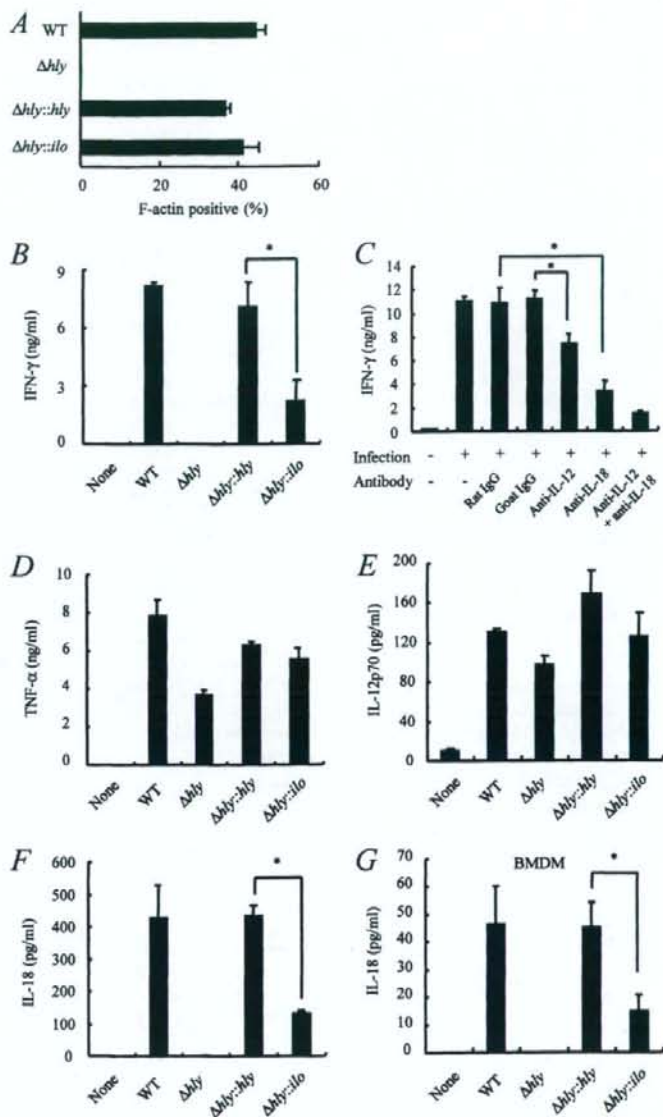 A
WT
Δhly
Δhly::hly
Δhly::ilo
0 20 40 60
F-actin positive (%)
B
IFN-γ (ng/ml)
9
6
3
0
*
None WT Δhly Δhly::hly Δhly::ilo
C
IFN-γ (ng/ml)
14
12
10
8
6
4
2
0
*
*
Infection - + + + + + +
Antibody - - Rat IgG Goat IgG Anti-IL-12 Anti-IL-18 Anti-IL-12 + anti-IL-18
D
TNF-α (ng/ml)
10
8
6
4
2
0
None WT Δhly Δhly::hly Δhly::ilo
E
IL-12p70 (pg/ml)
200
160
120
80
40
0
None WT Δhly Δhly::hly Δhly::ilo
F
IL-18 (pg/ml)
600
500
400
300
200
100
0
*
None WT Δhly Δhly::hly Δhly::ilo
G
BMDM
IL-18 (pg/ml)
70
60
50
40
30
20
10
0
*
None WT Δhly Δhly::hly Δhly::ilo